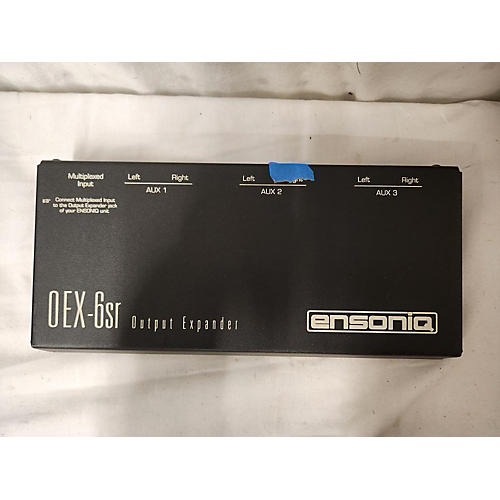 Multiplexed
Input
Left Right
AUX 1
Left
AUX 2
Left Right
AUX 3
Connect Multiplexed Input
to the Output Expander jack
of your ENSONIQ unit
OEX-6sr Output Expander
ensoniq